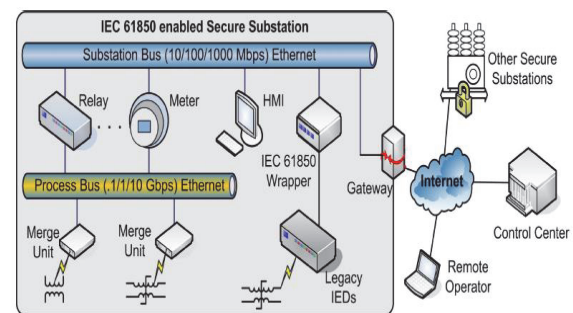 IEC 61850 enabled Secure Substation
Substation Bus (10/100/1000 Mbps) Ethernet
Other Secure
Substations
Relay
Meter
HMI
IEC 61850
Wrapper
Gateway
Internet
Process Bus (.1/1/10 Gbps) Ethernet
Merge
Unit
Merge
Unit
Legacy
IEDs
Control Center
Remote
Operator